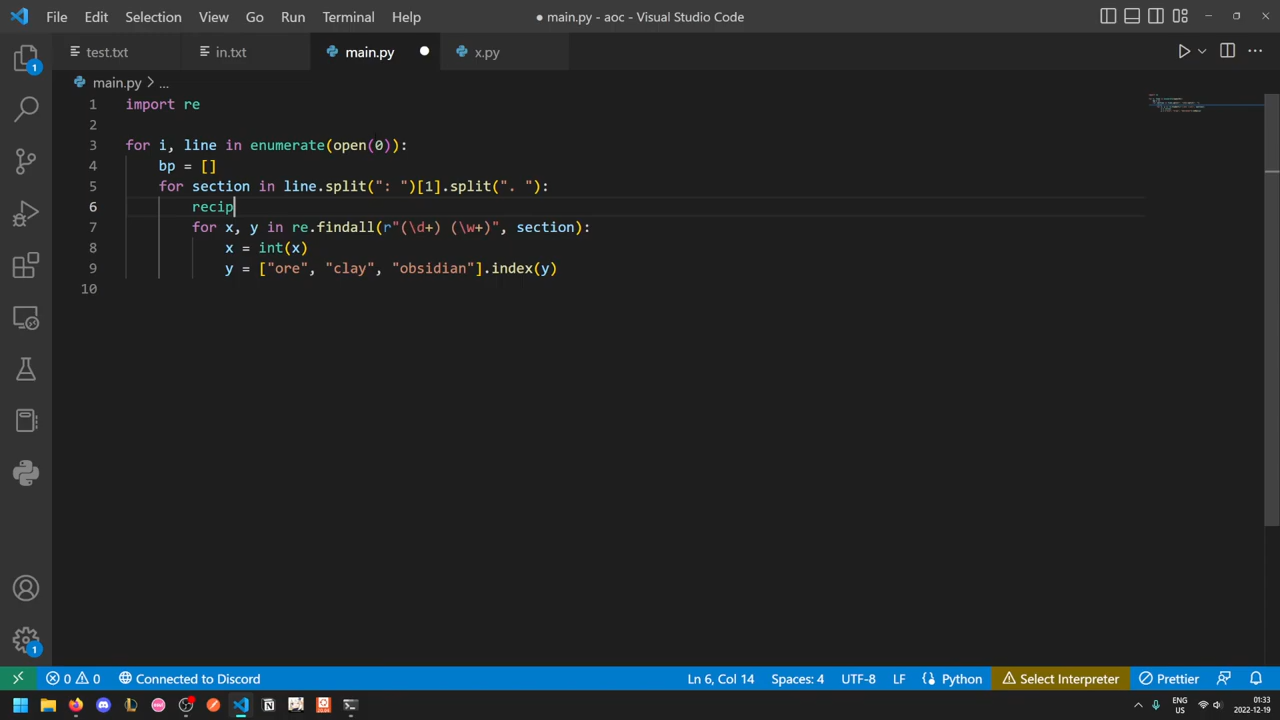 File Edit Selection View Go Run Terminal Help
● main.py - aoc - Visual Studio Code
test.txt
in.txt
main.py
x.py
main.py > ...
1 import re
2
3 for i, line in enumerate(open(0)):
4     bp = []
5     for section in line.split(": ")[1].split(". "):
6         recip
7         for x, y in re.findall(r"(\d+) (\w+)", section):
8             x = int(x)
9             y = ["ore", "clay", "obsidian"].index(y)
10
1
1
0 0 Connected to Discord
Ln 6, Col 14 Spaces: 4 UTF-8 LF Python Select Interpreter Prettier
ENG
US
01:33
2022-12-19